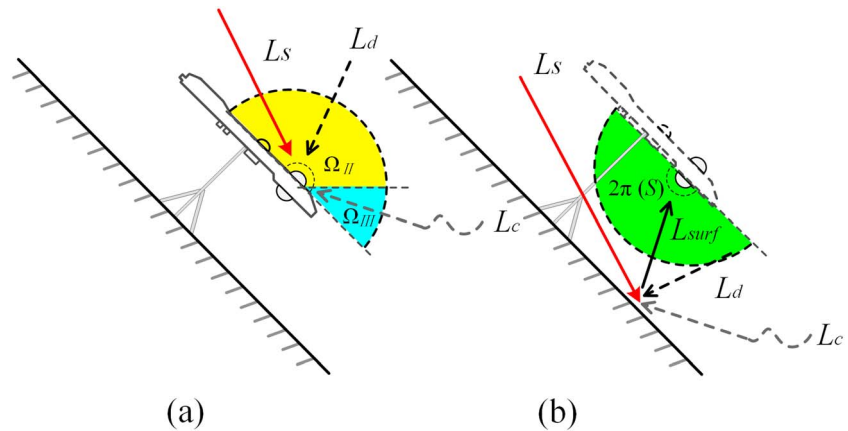 Ls
Ld
ΩII
ΩIII
Lc
(a)
Ls
2π (S)
Lsurf
Ld
Lc
(b)